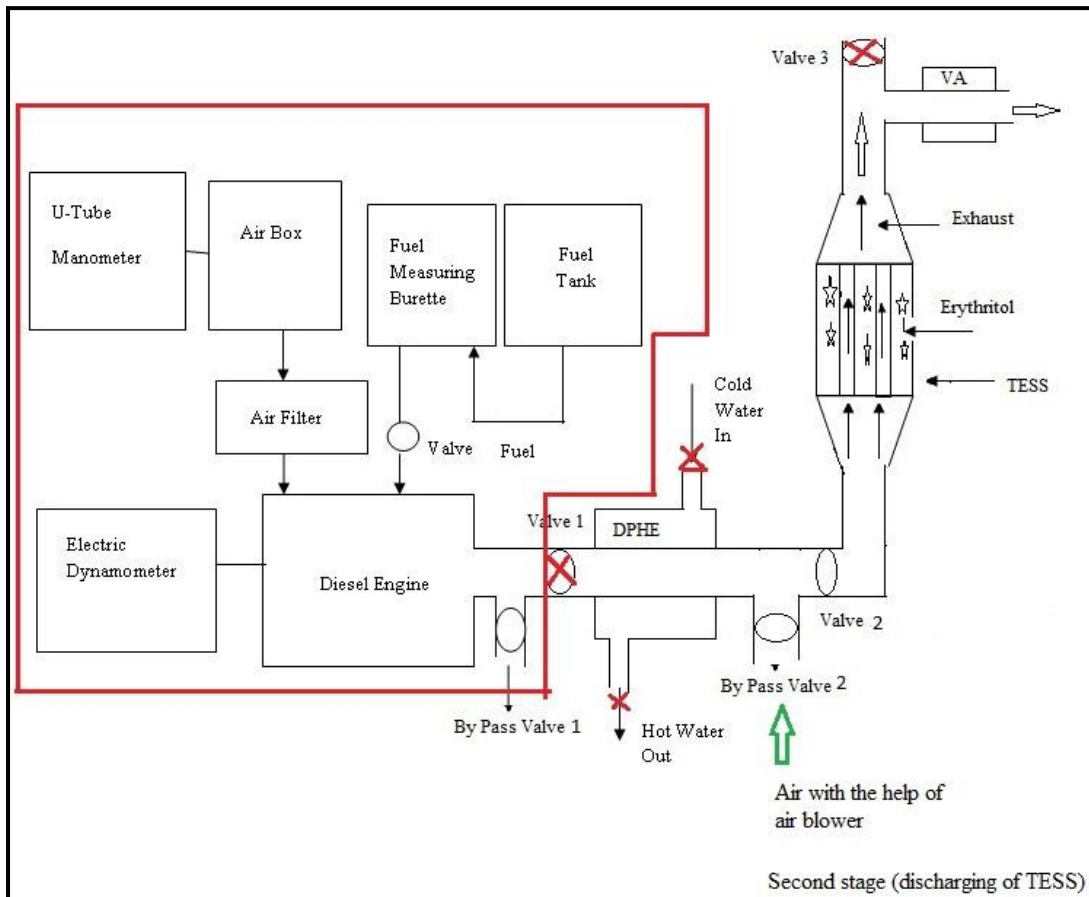 Valve 3
VA
U-Tube
Manometer
Air Box
Fuel
Measuring
Burette
Fuel
Tank
Exhaust
Erythritol
TESS
Cold
Water
In
Air Filter
Valve
Fuel
Valve 1
DPHE
Electric
Dynamometer
Diesel Engine
Valve 2
By Pass Valve 2
By Pass Valve 1
Hot Water
Out
Air with the help of
air blower
Second stage (discharging of TESS)